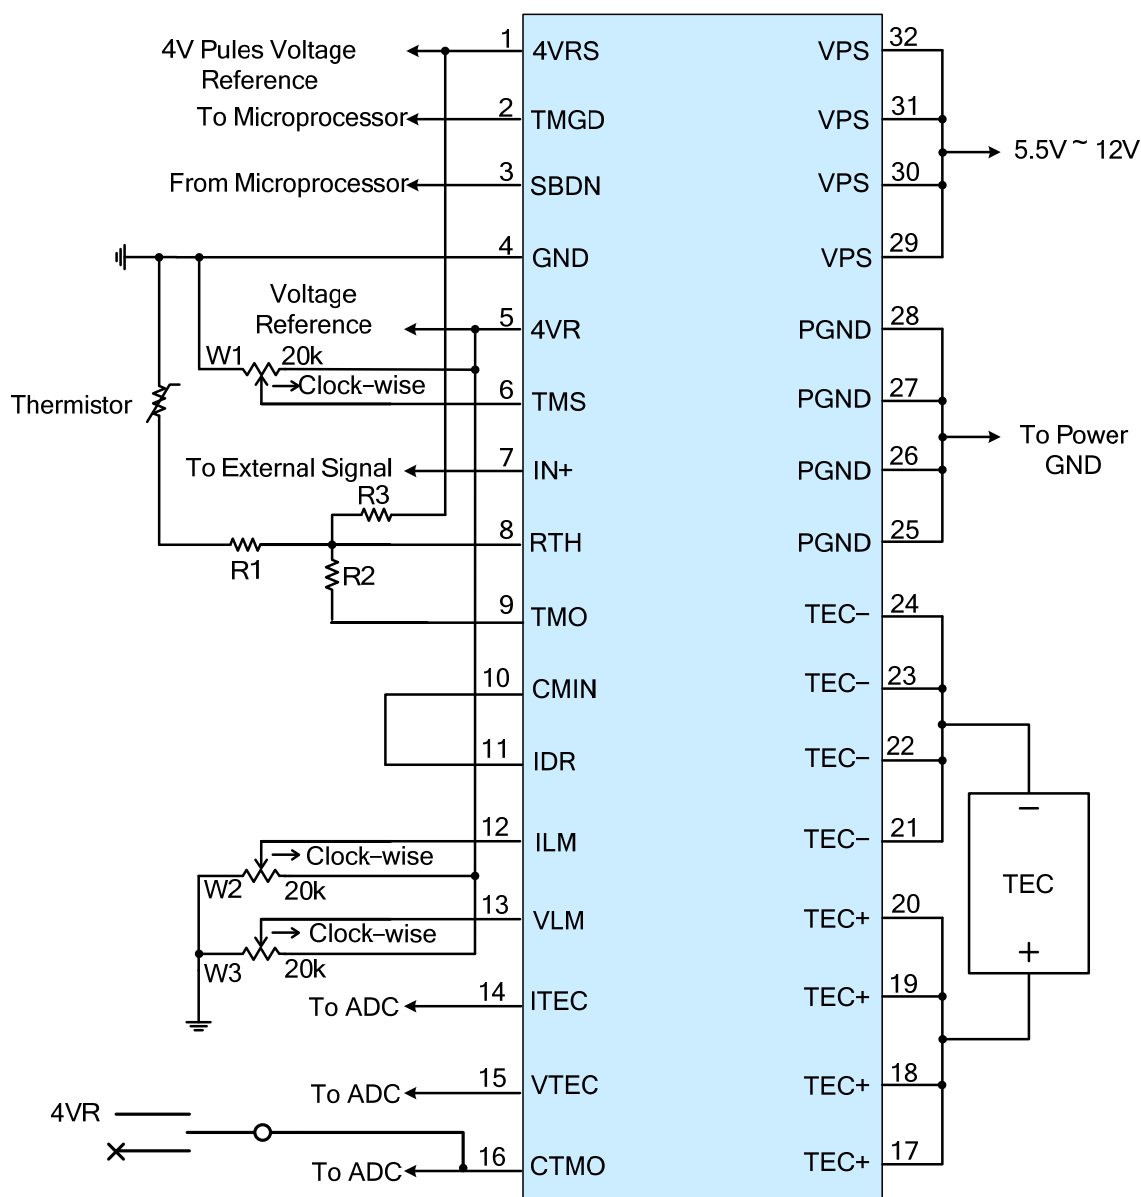 4V Pules Voltage
Reference
1
4VRS
VPS
32
To Microprocessor
2
TMGD
VPS
31
5.5V ~ 12V
From Microprocessor
3
SBDN
VPS
30
4
GND
VPS
29
Voltage
Reference
5
4VR
PGND
28
W1
20k
Clock-wise
Thermistor
6
TMS
PGND
27
To Power
GND
To External Signal
7
IN+
PGND
26
R3
8
RTH
PGND
25
R1
R2
9
TMO
TEC-
24
10
CMIN
TEC-
23
11
IDR
TEC-
22
12
ILM
TEC-
21
Clock-wise
W2
20k
−
TEC
+
13
VLM
TEC+
20
Clock-wise
W3
20k
To ADC
14
ITEC
TEC+
19
To ADC
15
VTEC
TEC+
18
4VR
To ADC
16
CTMO
TEC+
17